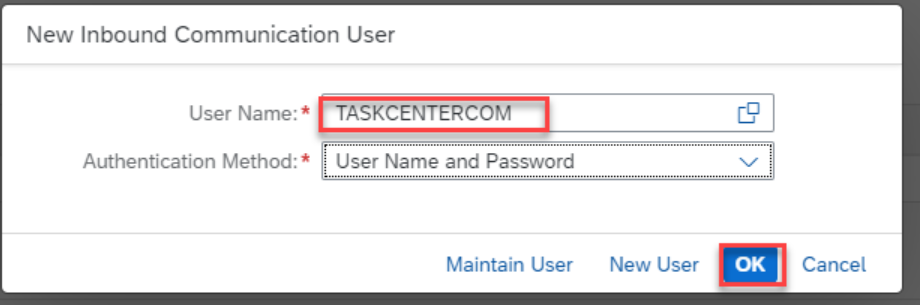 New Inbound Communication User
User Name:* TASKCENTERCOM
Authentication Method:* User Name and Password
Maintain User New User OK Cancel